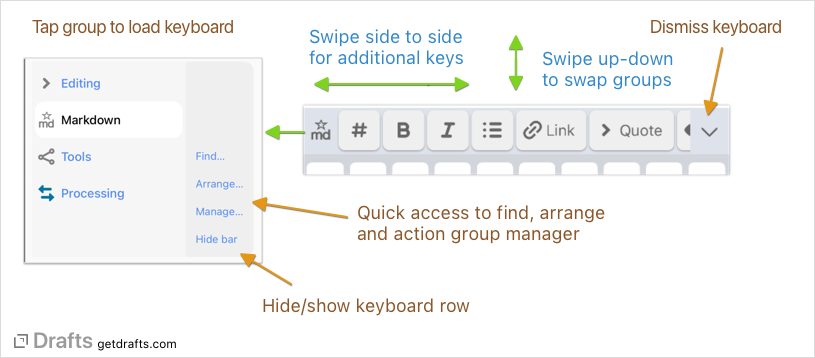 Tap group to load keyboard
Dismiss keyboard
Swipe side to side
for additional keys
Swipe up-down
to swap groups
Editing
Markdown
Tools
Processing
Find...
Arrange...
Manage...
Hide bar
md
#
B
I
Link
Quote
Quick access to find, arrange
and action group manager
Hide/show keyboard row
Drafts getdrafts.com